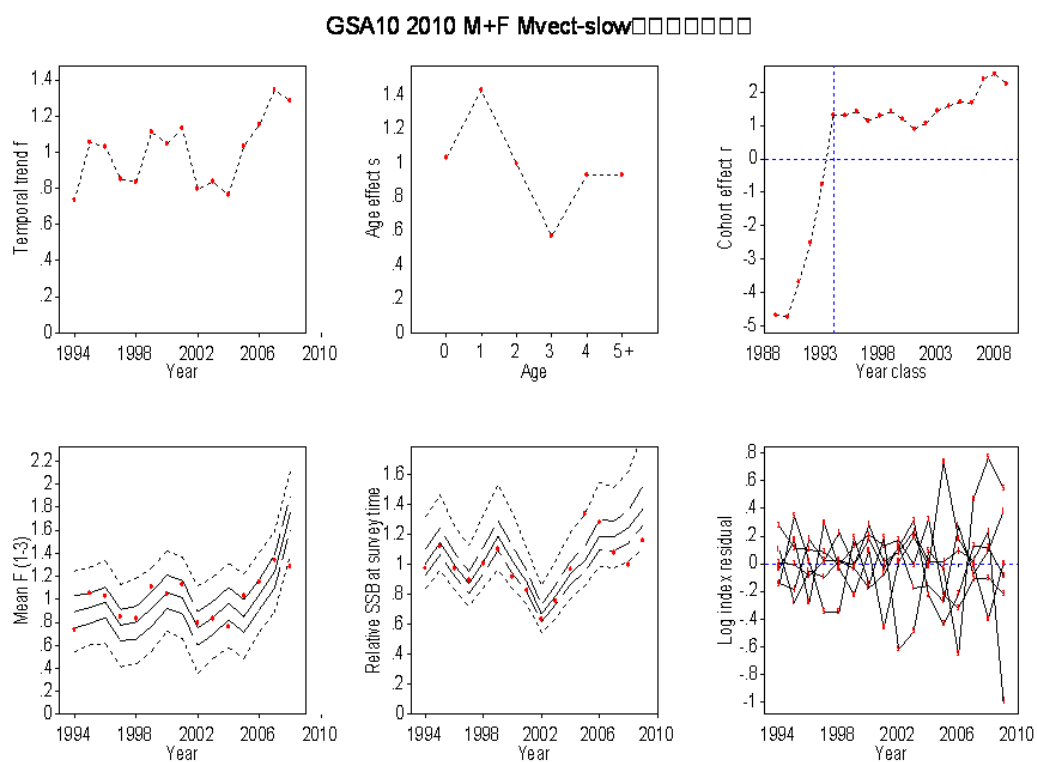 GSA10 2010 M+F Mvect-slow□□□□□□□
Temporal trend f
1.4
1.2
1
.8
.6
.4
.2
0
1994 1998 2002 2006 2010
Year
Age effect s
1.4
1.2
1
.8
.6
.4
.2
0
0 1 2 3 4 5+
Age
Cohort effect r
2
1
0
-1
-2
-3
-4
-5
1988 1993 1998 2003 2008
Year class
Mean F (1-3)
2.2
2
1.8
1.6
1.4
1.2
1
.8
.6
.4
.2
0
1994 1998 2002 2006 2010
Year
Relative SSB at survey time
1.6
1.4
1.2
1
.8
.6
.4
.2
0
1994 1998 2002 2006 2010
Year
Log index residual
.8
.6
.4
.2
0
-.2
-.4
-.6
-.8
-1
1994 1998 2002 2006 2010
Year